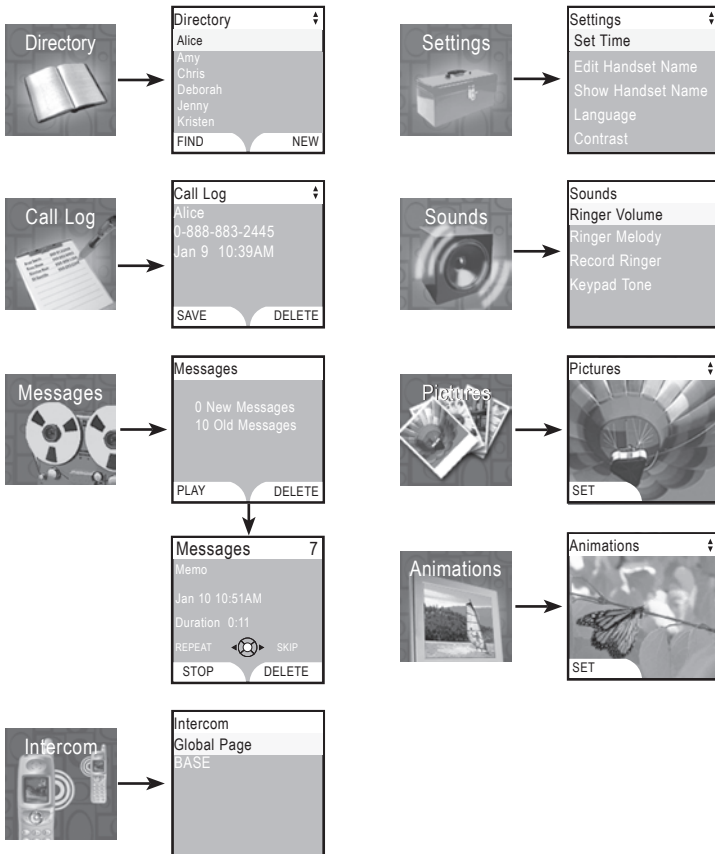 Directory
Directory
Alice
Amy
Chris
Deborah
Jenny
Kristen
FIND NEW
Call Log
Call Log
Alice
0-888-883-2445
Jan 9 10:39AM
SAVE DELETE
Messages
Messages
0 New Messages
10 Old Messages
PLAY DELETE
Messages 7
Memo
Jan 10 10:51AM
Duration 0:11
REPEAT SKIP
STOP DELETE
Intercom
Intercom
Global Page
BASE
Settings
Settings
Set Time
Edit Handset Name
Show Handset Name
Language
Contrast
Sounds
Sounds
Ringer Volume
Ringer Melody
Record Ringer
Keypad Tone
Pictures
Pictures
SET
Animations
Animations
SET